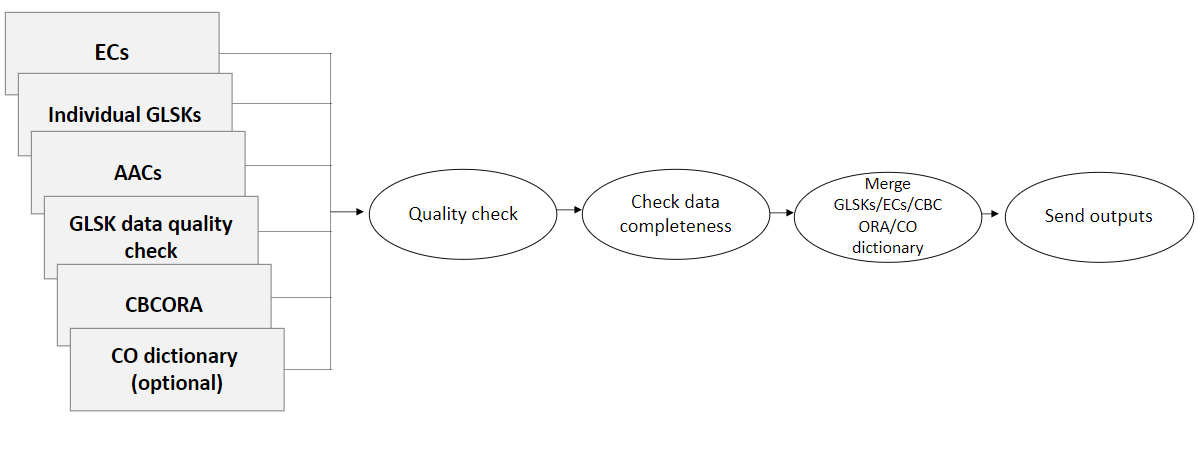 ECs
Individual GLSKs
AACs
GLSK data quality
check
CBCORA
CO dictionary
(optional)
Quality check
Check data
completeness
Merge
GLSKs/ECs/CBC
ORA/CO
dictionary
Send outputs